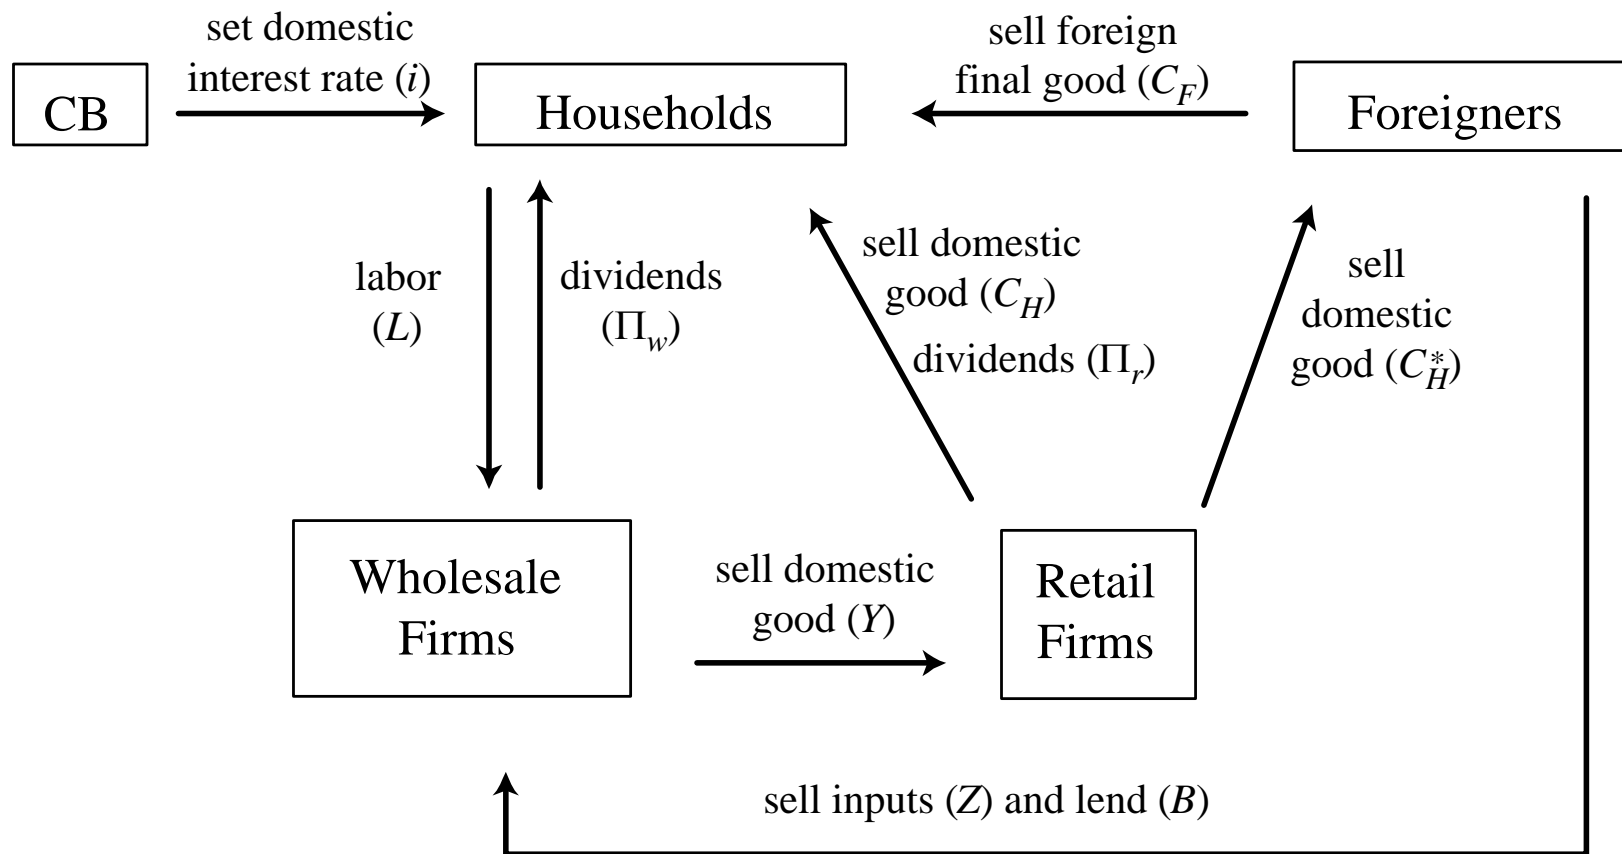 set domestic
interest rate (i)
sell foreign
final good (C_F)
CB
Households
Foreigners
labor
(L)
dividends
(Π_w)
sell domestic
good (C_H)
dividends (Π_r)
sell
domestic
good (C_H^*)
Wholesale
Firms
sell domestic
good (Y)
Retail
Firms
sell inputs (Z) and lend (B)